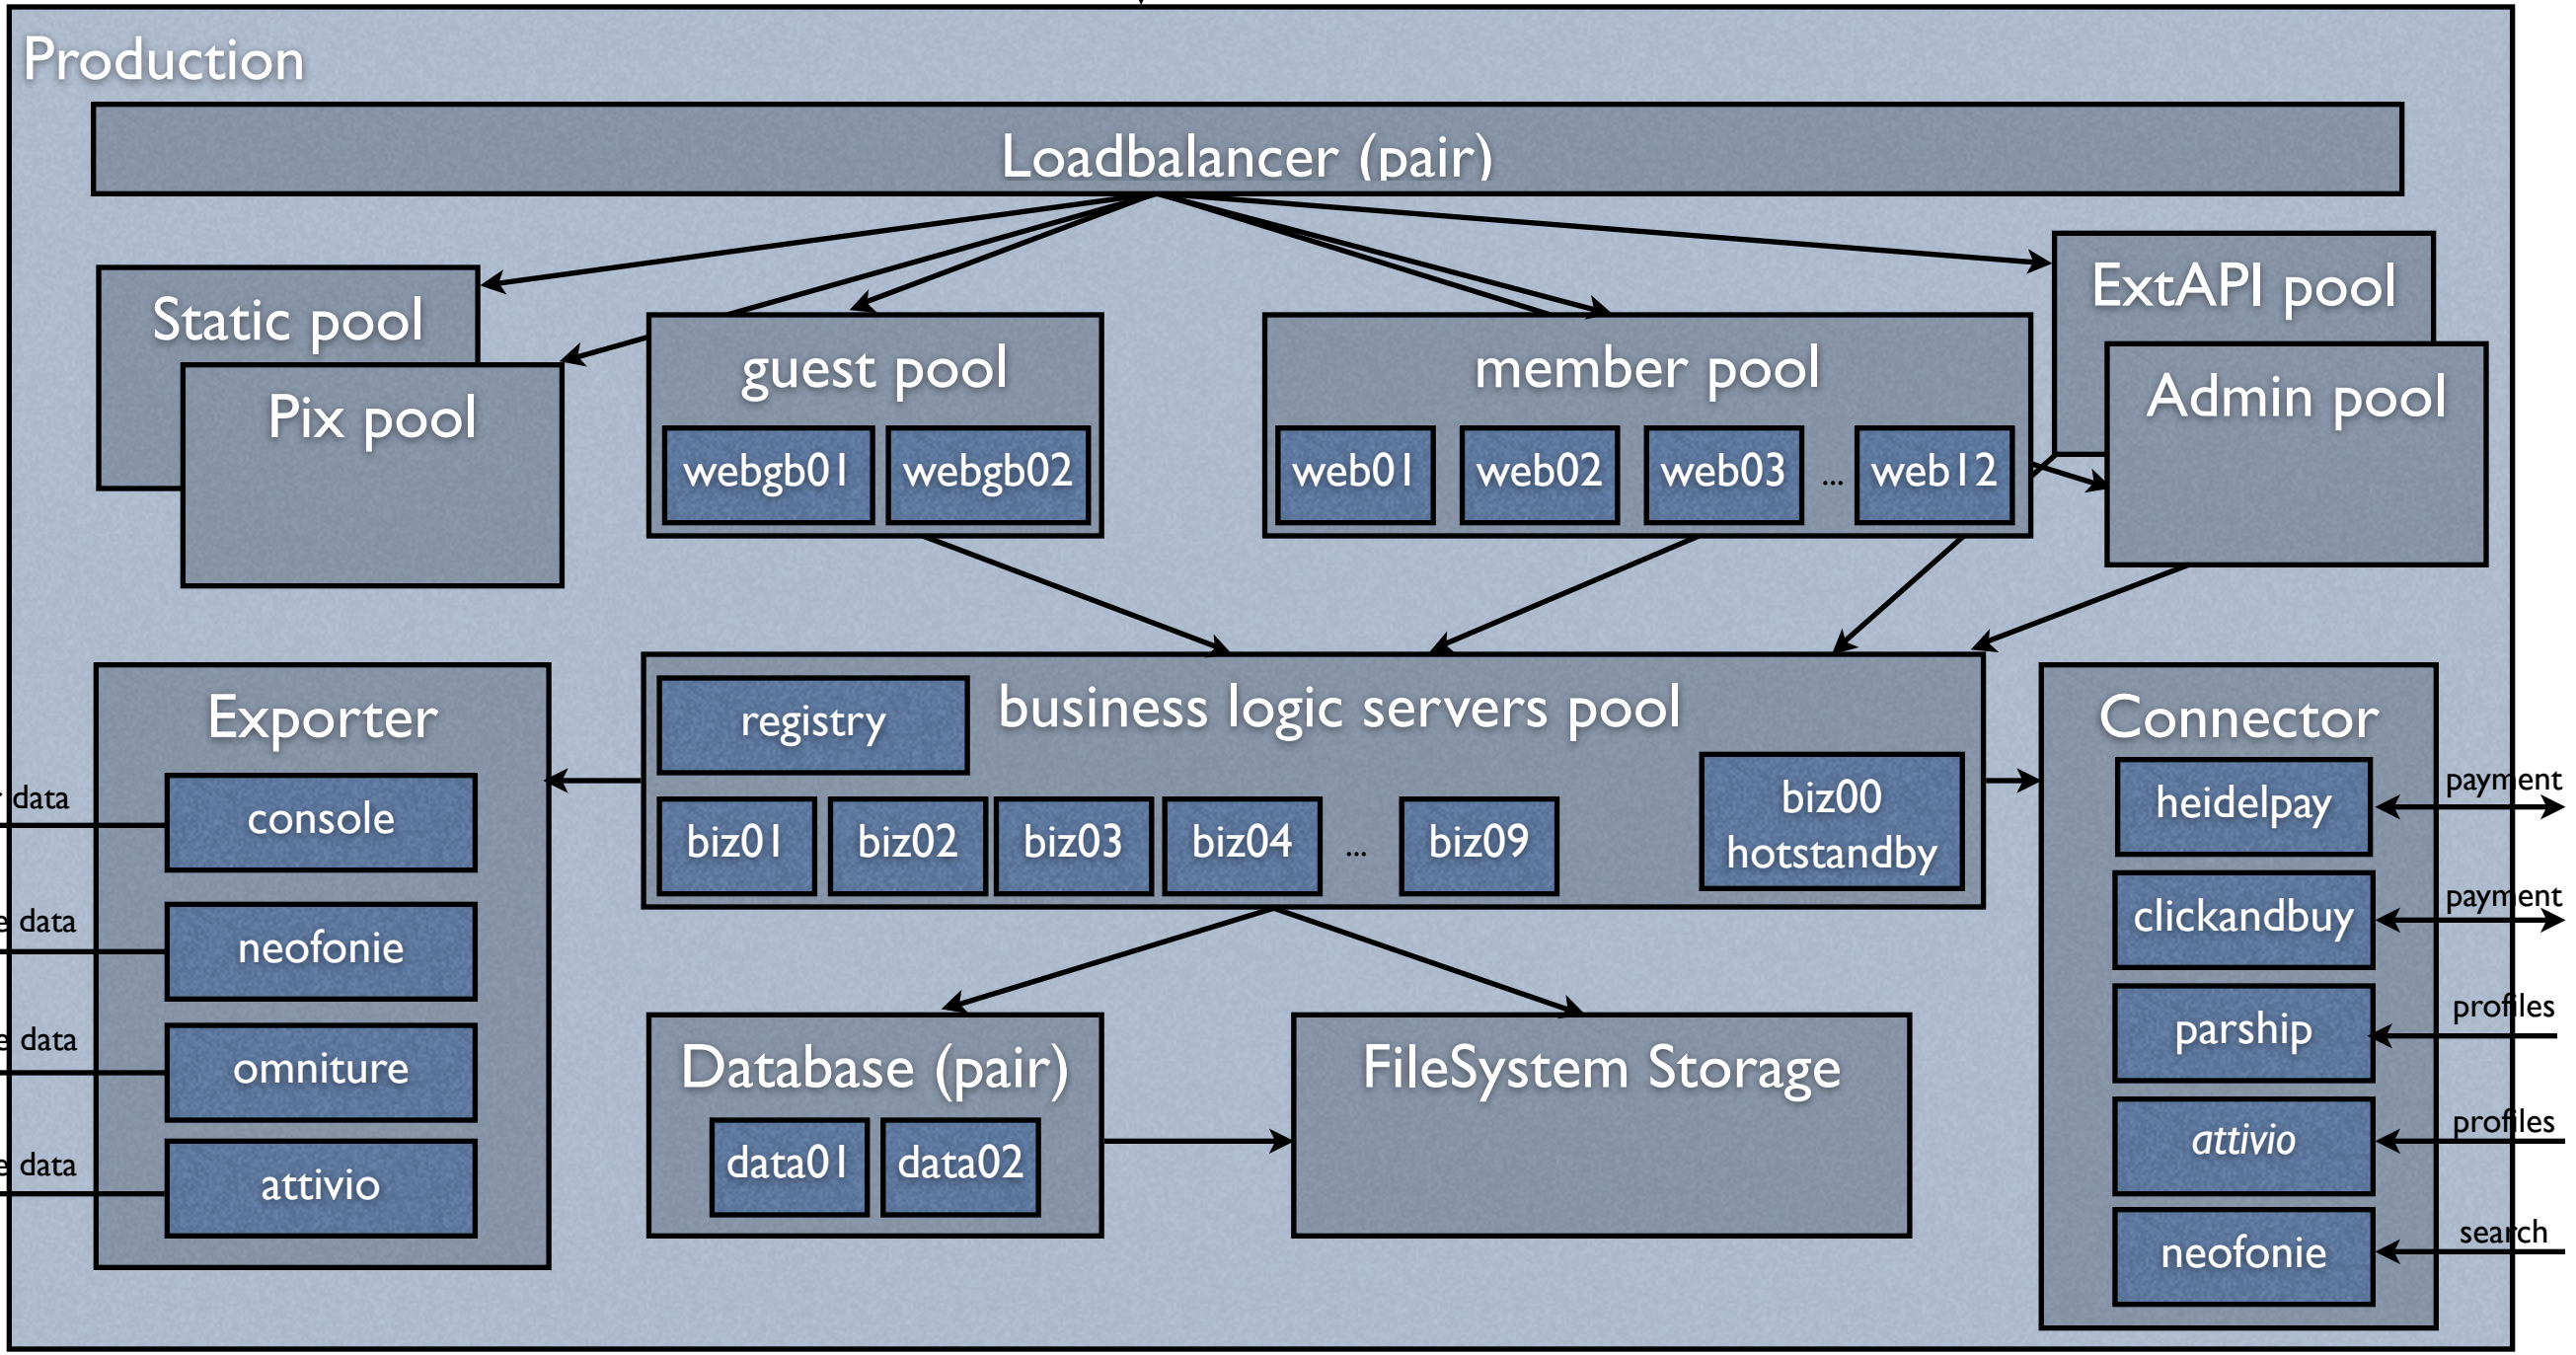 Production
Loadbalancer (pair)
Static pool
Pix pool
guest pool
webgb01
webgb02
member pool
web01
web02
web03
...
web12
ExtAPI pool
Admin pool
Exporter
console
neofonie
omniture
attivio
data
data
data
data
registry
business logic servers pool
biz01
biz02
biz03
biz04
...
biz09
biz00
hotstandby
Database (pair)
data01
data02
FileSystem Storage
Connector
heidelpay
clickandbuy
parship
attivio
neofonie
payment
payment
profiles
profiles
search